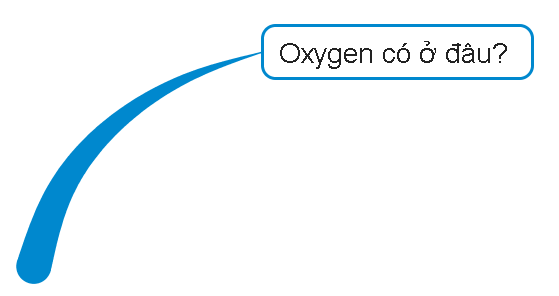 Oxygen có ở đâu?